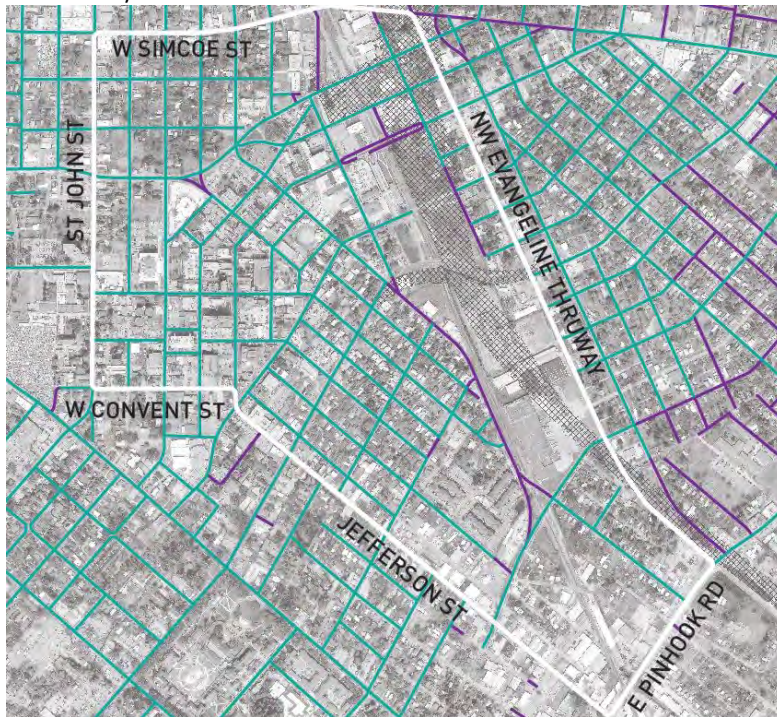 W SIMCOE ST
ST JOHN ST
NW EVANGELINE THRUWAY
W CONVENT ST
JEFFERSON ST
E PINHOOK RD